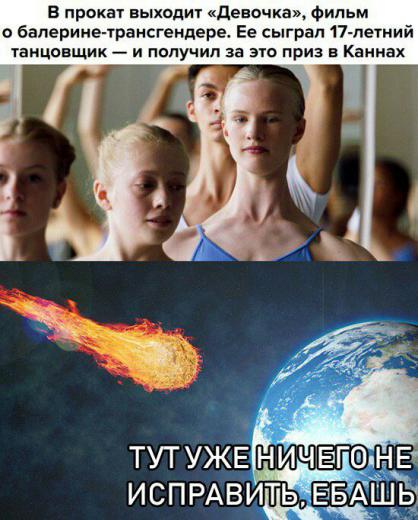 В прокат выходит «Девочка», фильм
о балерине-трансгендере. Ее сыграл 17-летний
танцовщик — и получил за это приз в Каннах
ТУТ УЖЕ НИЧЕГО НЕ
ИСПРАВИТЬ, ЕБАШЬ